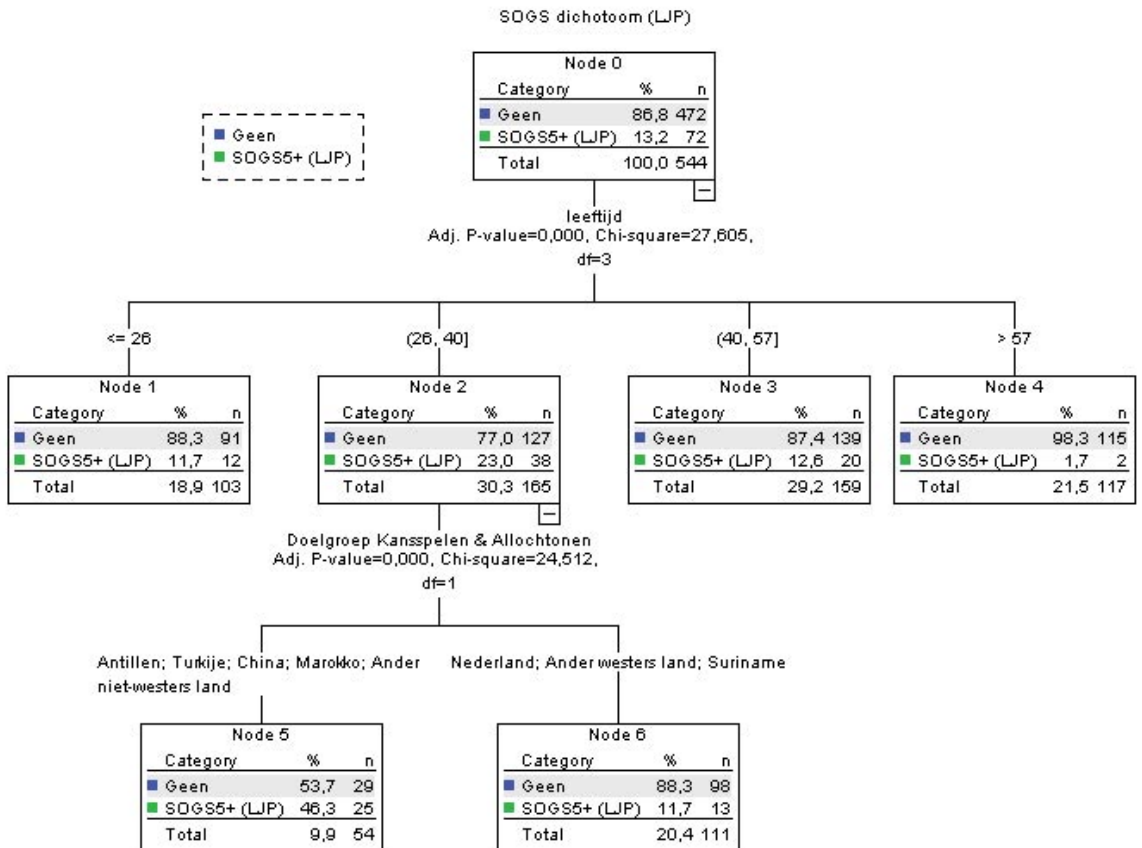 SOGS dichotoom (LJP)
Geen
SOGS5+ (LJP)
Node 0
Category % n
Geen 86,8 472
SOGS5+ (LJP) 13,2 72
Total 100,0 544
leeftijd
Adj. P-value=0,000, Chi-square=27,605,
df=3
<= 26
(26, 40]
(40, 57]
> 57
Node 1
Category % n
Geen 88,3 91
SOGS5+ (LJP) 11,7 12
Total 18,9 103
Node 2
Category % n
Geen 77,0 127
SOGS5+ (LJP) 23,0 38
Total 30,3 165
Node 3
Category % n
Geen 87,4 139
SOGS5+ (LJP) 12,6 20
Total 29,2 159
Node 4
Category % n
Geen 98,3 115
SOGS5+ (LJP) 1,7 2
Total 21,5 117
Doelgroep Kansspelen & Allochtonen
Adj. P-value=0,000, Chi-square=24,512,
df=1
Antillen; Turkije; China; Marokko; Ander
niet-westers land
Nederland; Ander westers land; Suriname
Node 5
Category % n
Geen 53,7 29
SOGS5+ (LJP) 46,3 25
Total 9,9 54
Node 6
Category % n
Geen 88,3 98
SOGS5+ (LJP) 11,7 13
Total 20,4 111